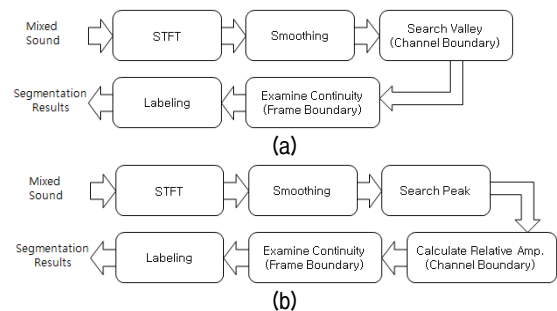 Mixed
Sound
STFT
Smoothing
Search Valley
(Channel Boundary)
Segmentation
Results
Labeling
Examine Continuity
(Frame Boundary)
(a)
Mixed
Sound
STFT
Smoothing
Search Peak
Segmentation
Results
Labeling
Examine Continuity
(Frame Boundary)
Calculate Relative Amp.
(Channel Boundary)
(b)